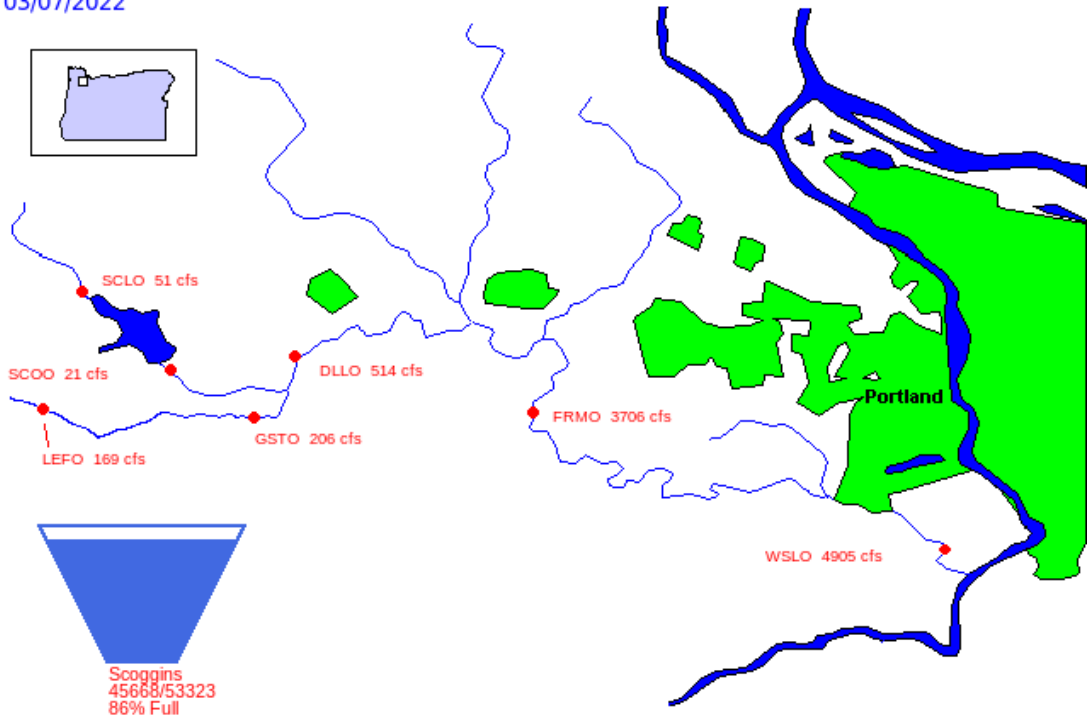 03/07/2022
SCLO 51 cfs
SCOO 21 cfs
DLLO 514 cfs
Portland
FRMO 3706 cfs
GSTO 206 cfs
LEFO 169 cfs
WSLO 4905 cfs
Scoggins
45668/53323
86% Full